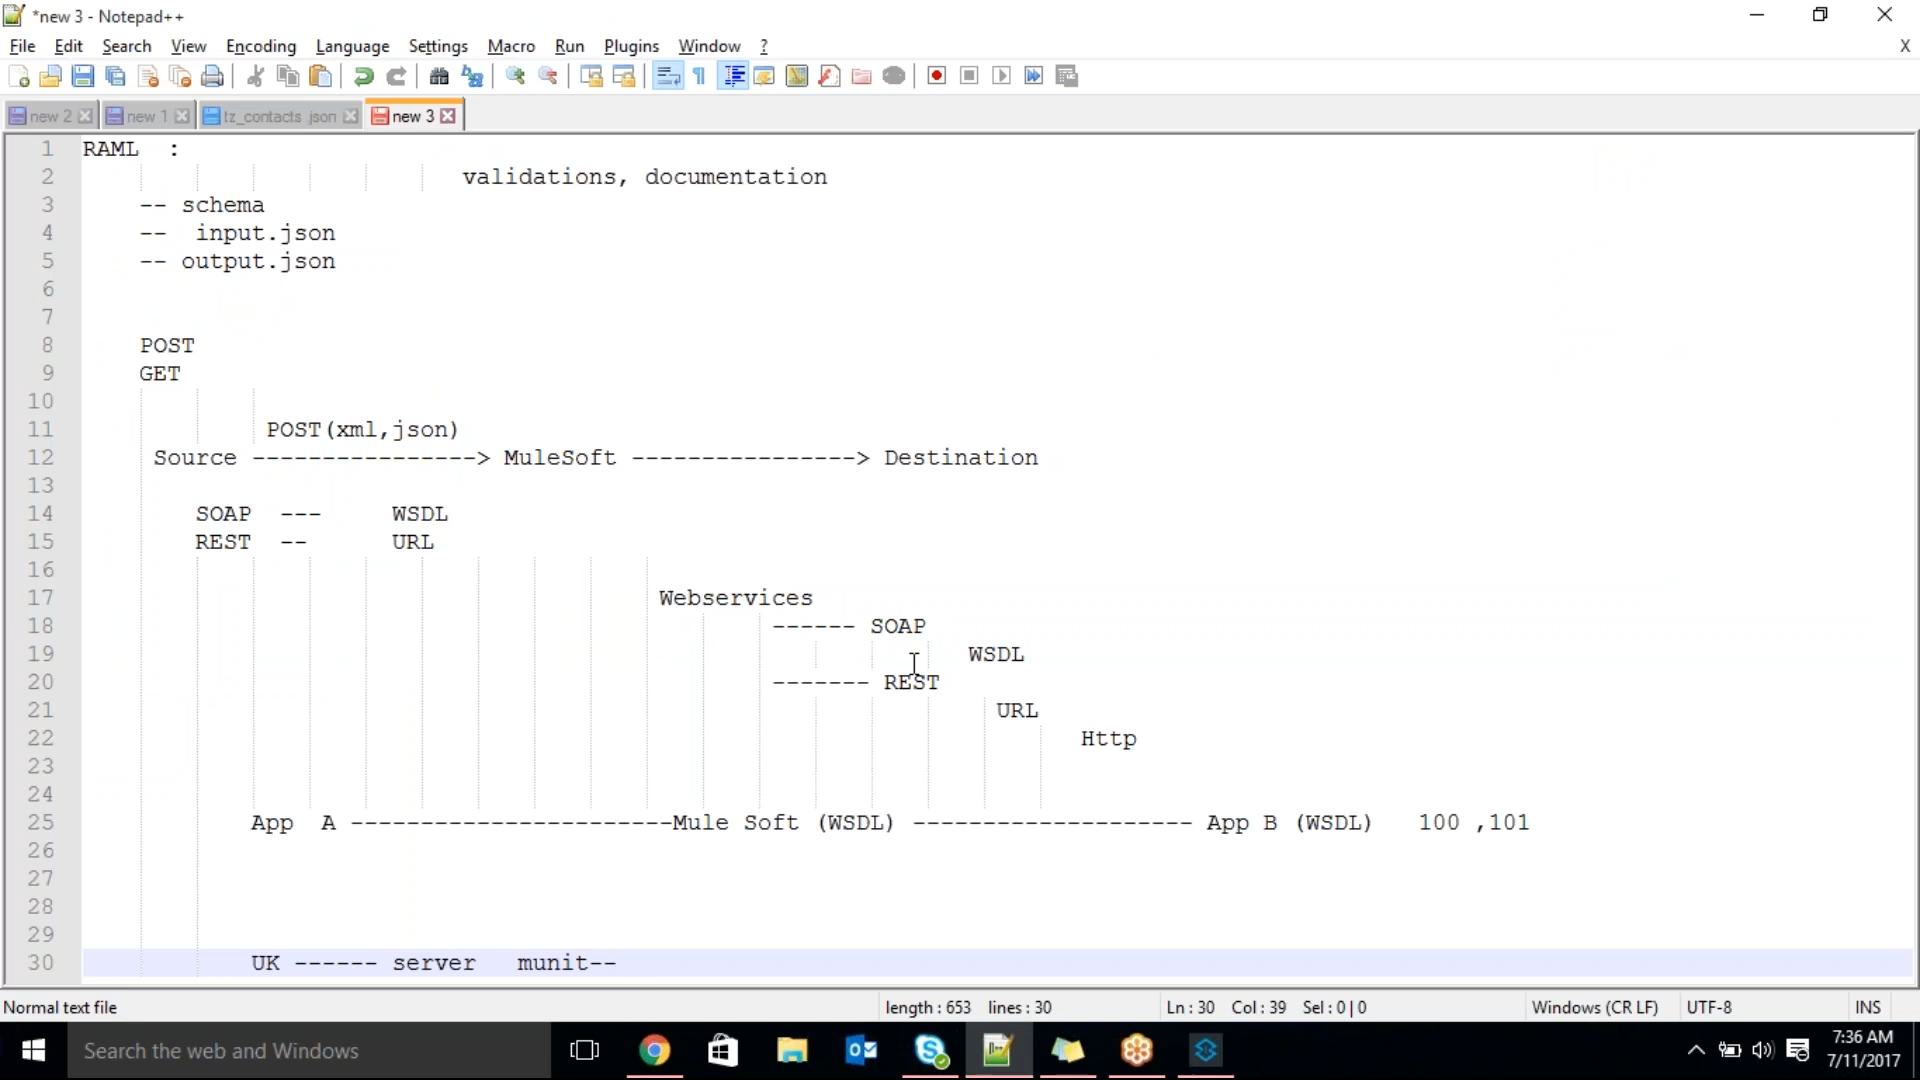 *new 3 - Notepad++
File Edit Search View Encoding Language Settings Macro Run Plugins Window ? X
new 2 new 1 tz_contacts json new 3
1 RAML :
2 validations, documentation
3 -- schema
4 -- input.json
5 -- output.json
6
7
8 POST
9 GET
10
11 POST(xml,json)
12 Source ----------------> MuleSoft ----------------> Destination
13
14 SOAP --- WSDL
15 REST -- URL
16
17 Webservices
18 ------ SOAP
19 WSDL
20 ------- REST
21 URL
22 Http
23
24
25 App A -----------------------Mule Soft (WSDL) -------------------- App B (WSDL) 100 ,101
26
27
28
29
30 UK ------ server munit--
Normal text file length : 653 lines : 30 Ln : 30 Col : 39 Sel : 0 | 0 Windows (CR LF) UTF-8 INS
Search the web and Windows
7:36 AM
7/11/2017